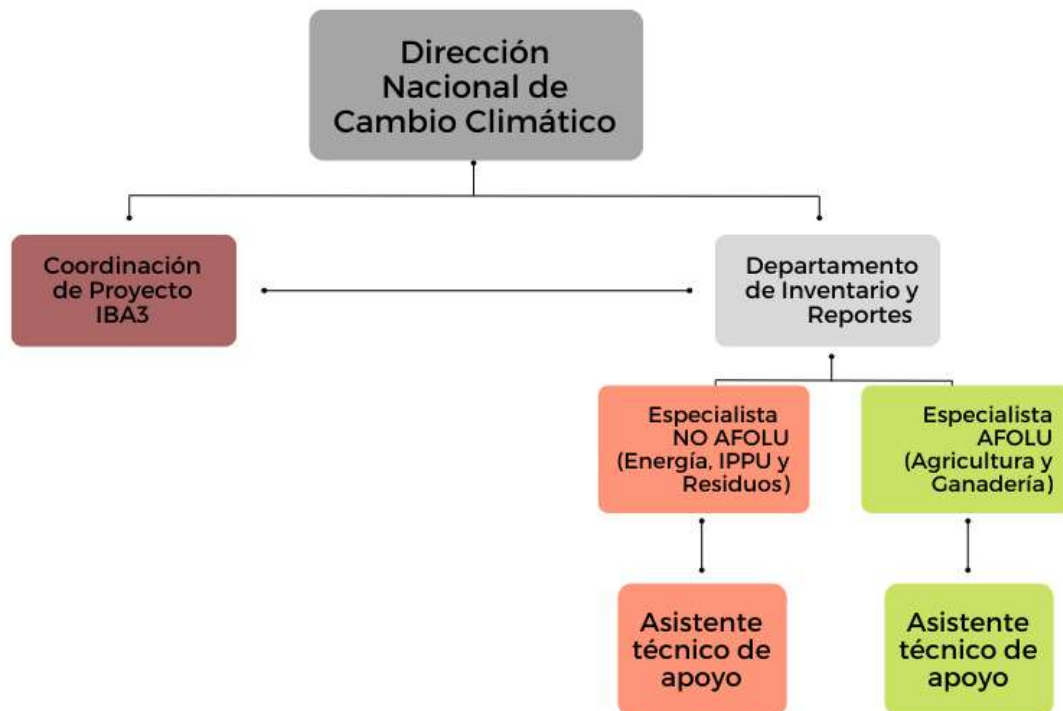 Dirección
Nacional de
Cambio Climático
Coordinación
de Proyecto
IBA3
Departamento
de Inventario y
Reportes
Especialista
NO AFOLU
(Energía, IPPU y
Residuos)
Especialista
AFOLU
(Agricultura y
Ganadería)
Asistente
técnico de
apoyo
Asistente
técnico de
apoyo